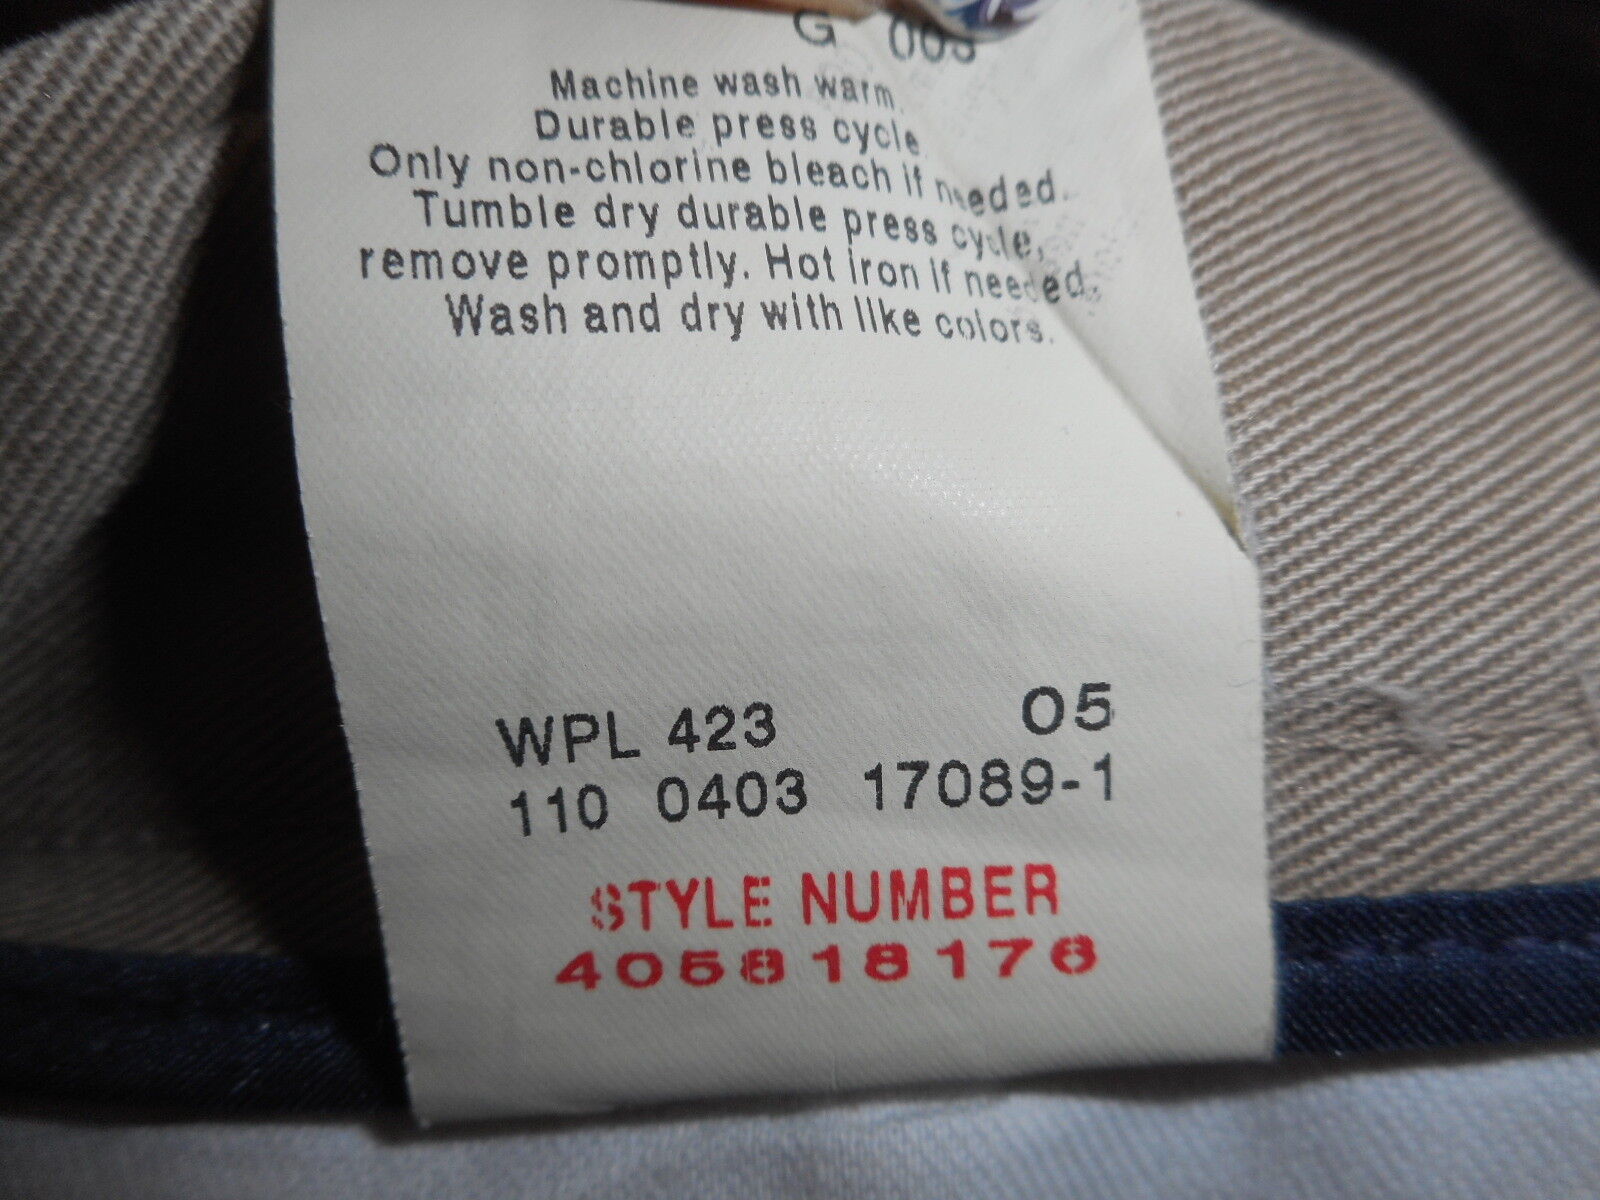 G 003
Machine wash warm.
Durable press cycle.
Only non-chlorine bleach if needed.
Tumble dry durable press cycle,
remove promptly. Hot iron if needed.
Wash and dry with like colors.
WPL 423 05
110 0403 17089-1
STYLE NUMBER
405818176